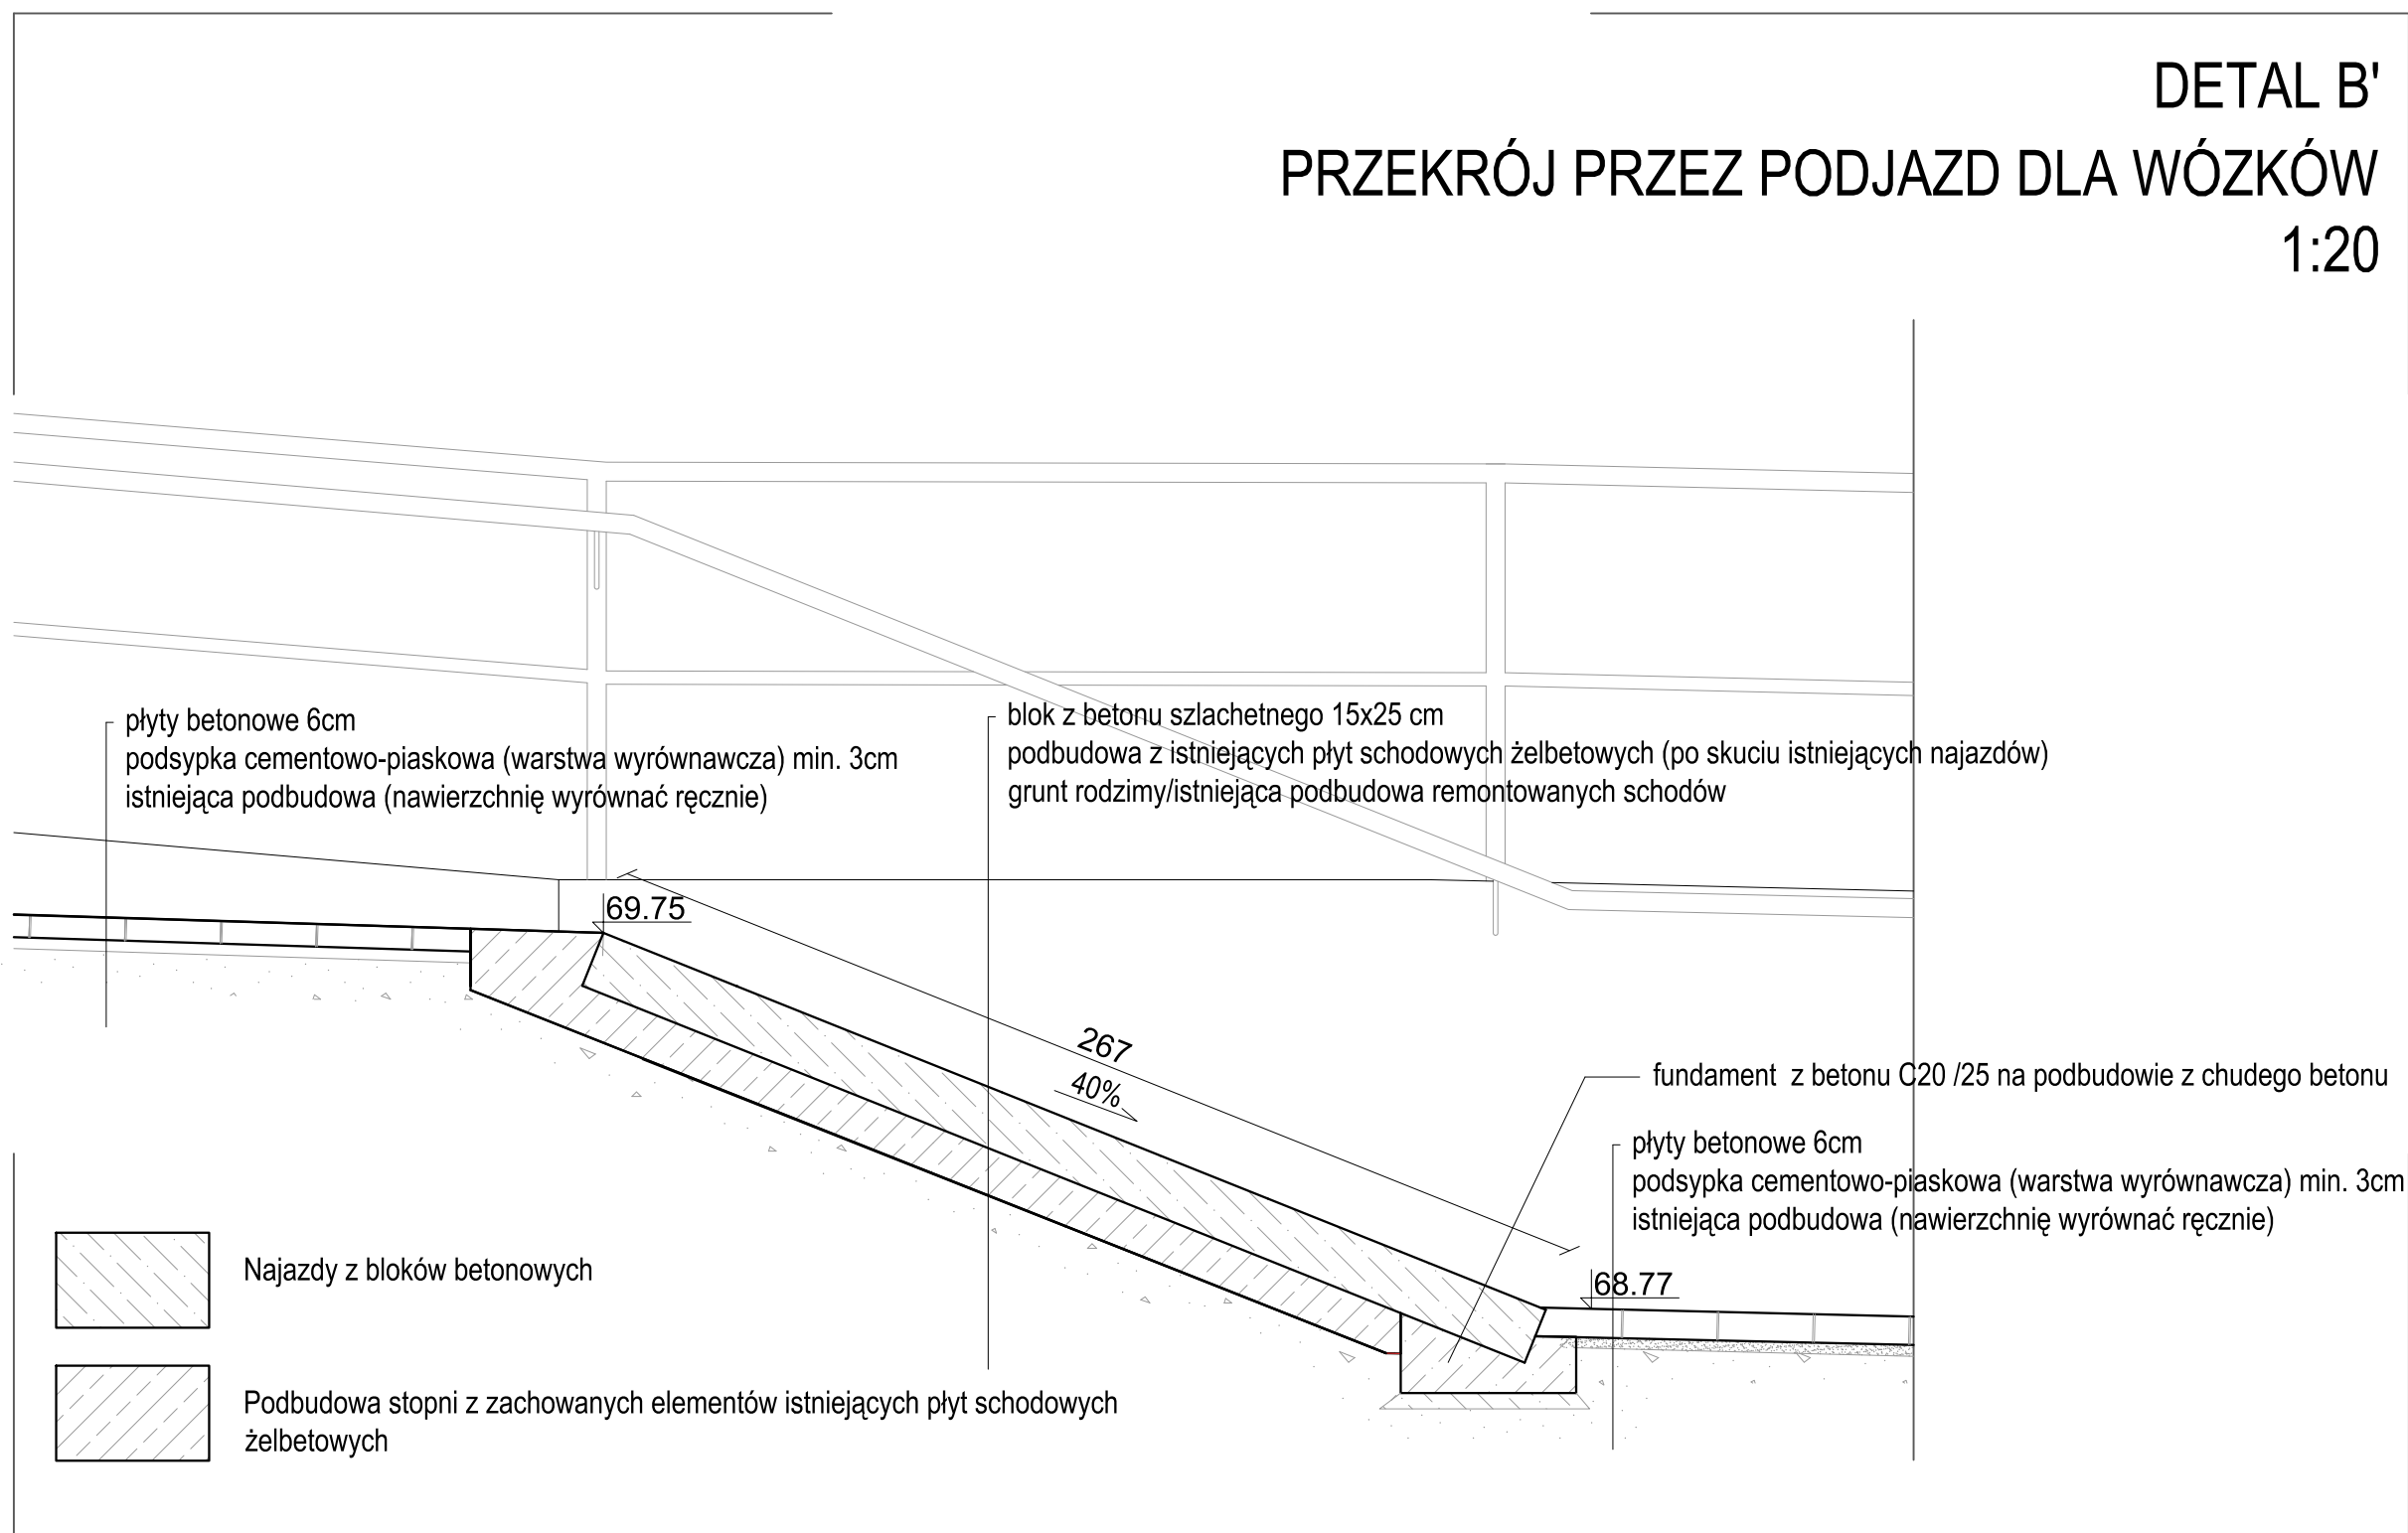 DETAL B'
PRZEKRÓJ PRZEZ PODJAZD DLA WÓZKÓW
1:20
płyty betonowe 6cm
podsypka cementowo-piaskowa (warstwa wyrównawcza) min. 3cm
istniejąca podbudowa (nawierzchnię wyrównać ręcznie)
blok z betonu szlachetnego 15x25 cm
podbudowa z istniejących płyt schodowych żelbetowych (po skuciu istniejących najazdów)
grunt rodzimy/istniejąca podbudowa remontowanych schodów
69.75
267
40%
fundament z betonu C20 /25 na podbudowie z chudego betonu
płyty betonowe 6cm
podsypka cementowo-piaskowa (warstwa wyrównawcza) min. 3cm
istniejąca podbudowa (nawierzchnię wyrównać ręcznie)
68.77
Najazdy z bloków betonowych
Podbudowa stopni z zachowanych elementów istniejących płyt schodowych
żelbetowych